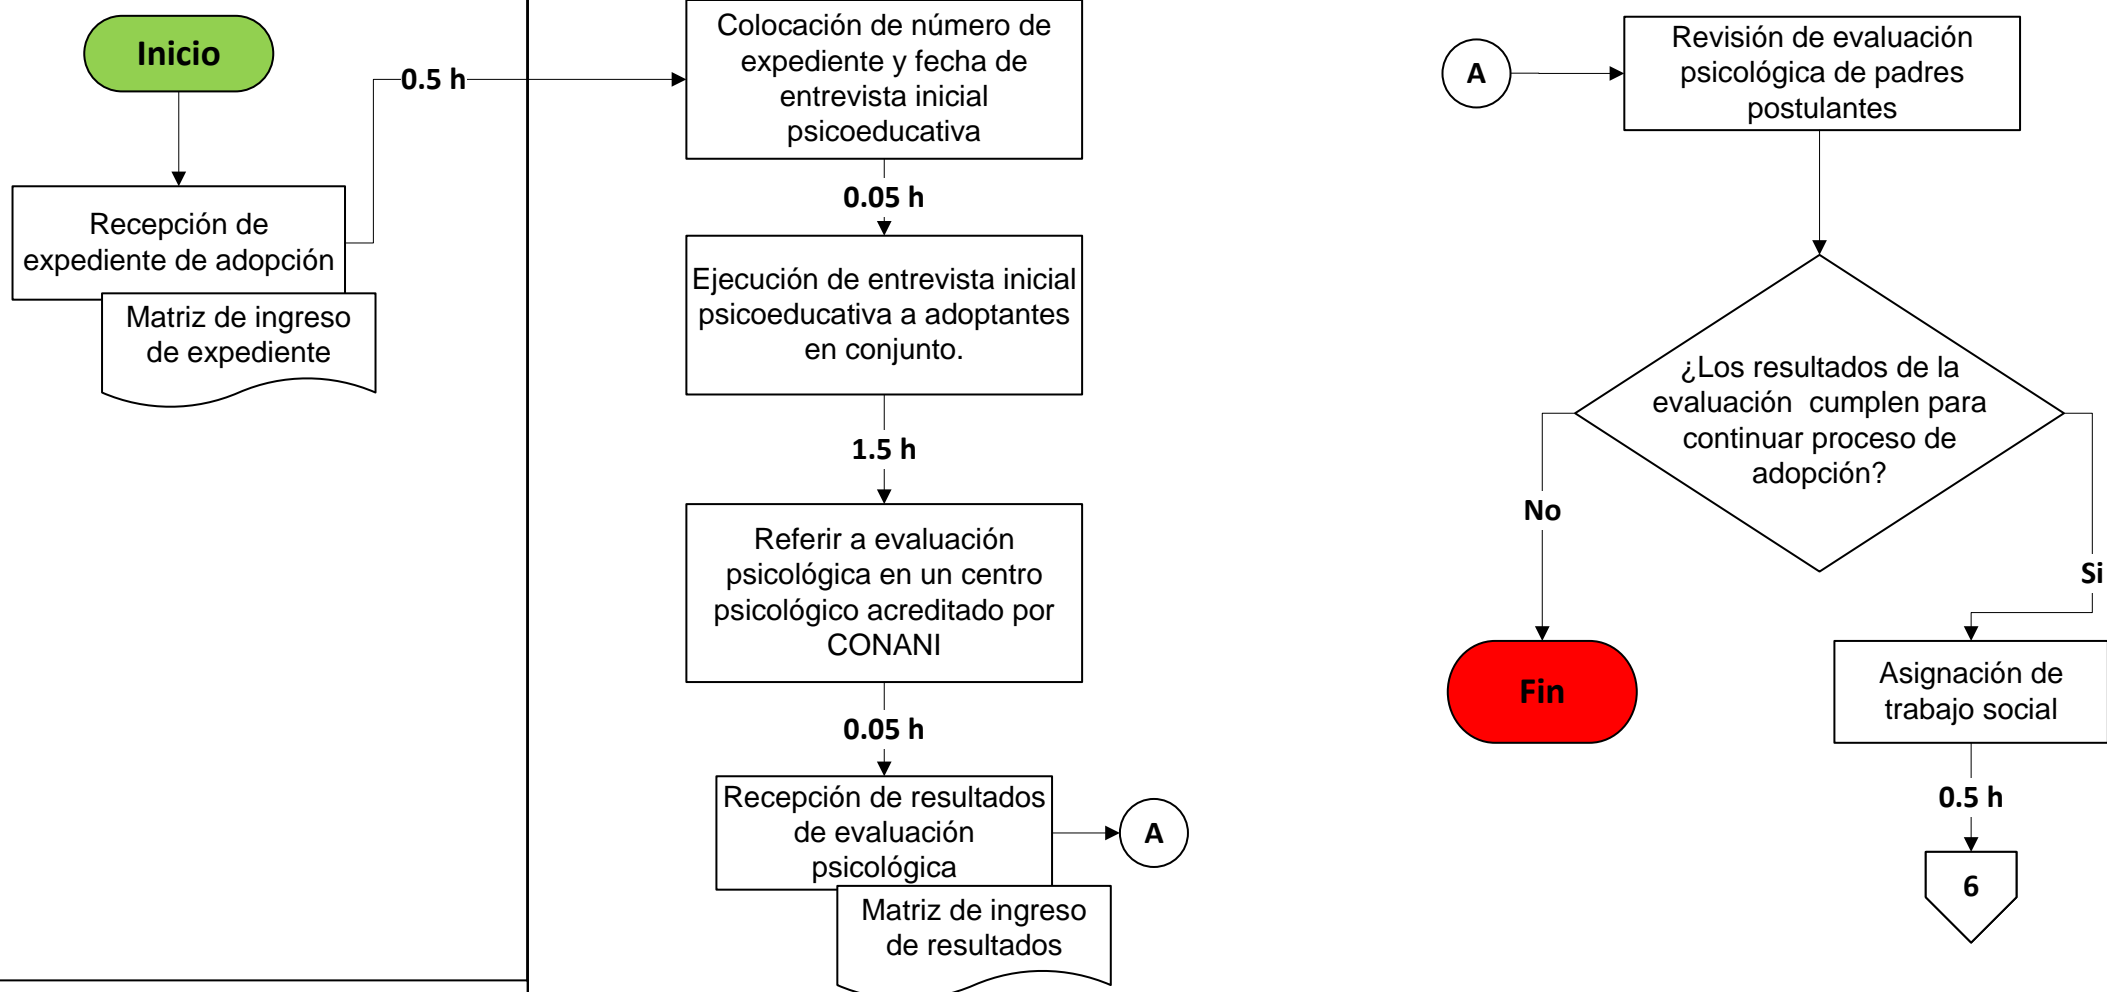 Inicio
Recepción de
expediente de adopción
Matriz de ingreso
de expediente
0.5 h
Colocación de número de
expediente y fecha de
entrevista inicial
psicoeducativa
0.05 h
Ejecución de entrevista inicial
psicoeducativa a adoptantes
en conjunto.
1.5 h
Referir a evaluación
psicológica en un centro
psicológico acreditado por
CONANI
0.05 h
Recepción de resultados
de evaluación
psicológica
Matriz de ingreso
de resultados
A
A
Revisión de evaluación
psicológica de padres
postulantes
¿Los resultados de la
evaluación  cumplen para
continuar proceso de
adopción?
No
Fin
Si
Asignación de
trabajo social
0.5 h
6